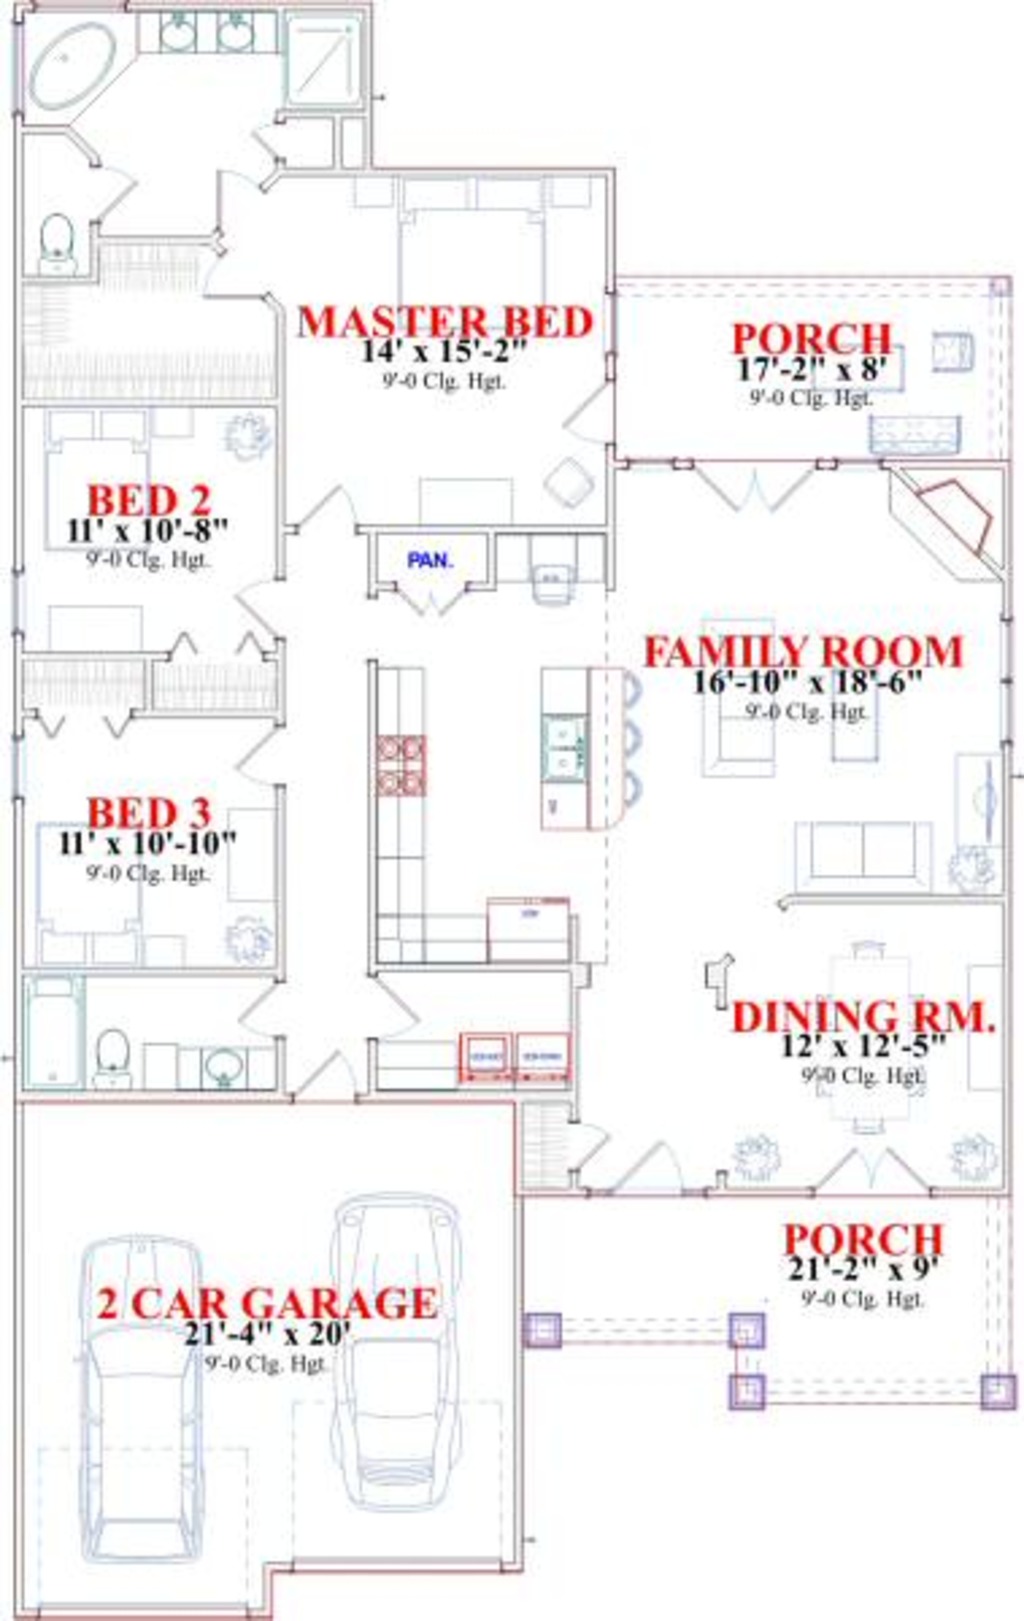 MASTER BED
14' x 15'-2"
9'-0 Clg. Hgt.
PORCH
17'-2" x 8'
9'-0 Clg. Hgt.
BED 2
11' x 10'-8"
9'-0 Clg. Hgt.
PAN.
FAMILY ROOM
16'-10" x 18'-6"
9'-0 Clg. Hgt.
BED 3
11' x 10'-10"
9'-0 Clg. Hgt.
DINING RM.
12' x 12'-5"
9'-0 Clg. Hgt.
PORCH
21'-2" x 9'
9'-0 Clg. Hgt.
2 CAR GARAGE
21'-4" x 20'
9'-0 Clg. Hgt.